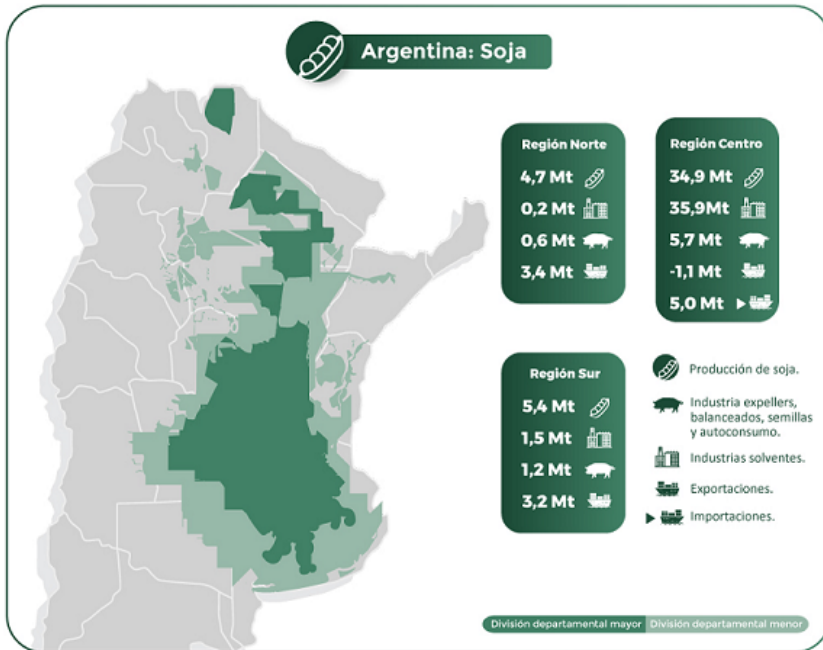 Argentina: Soja
Región Norte
4,7 Mt
0,2 Mt
0,6 Mt
3,4 Mt
Región Centro
34,9 Mt
35,9Mt
5,7 Mt
-1,1 Mt
5,0 Mt
Región Sur
5,4 Mt
1,5 Mt
1,2 Mt
3,2 Mt
Producción de soja.
Industria expellers,
balanceados, semillas
y autoconsumo.
Industrias solventes.
Exportaciones.
Importaciones.
División departamental mayor División departamental menor